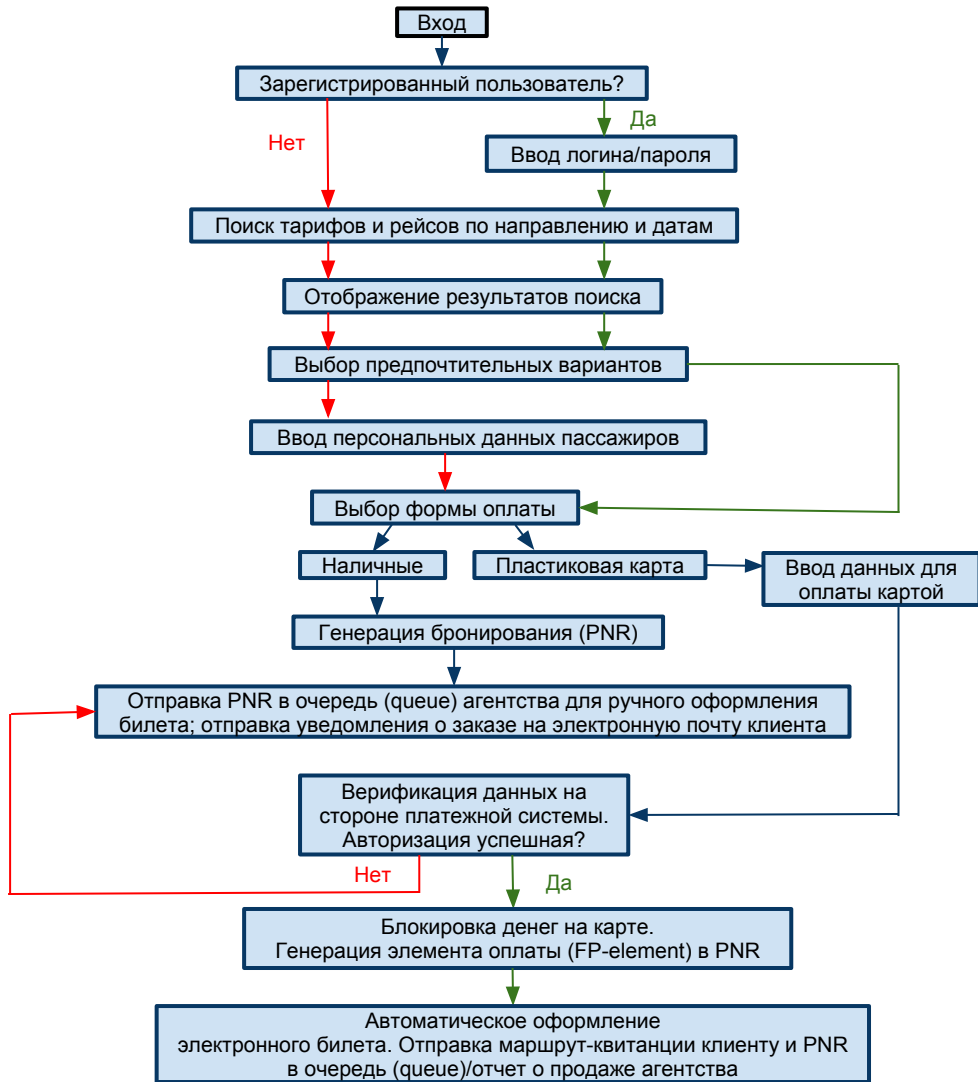 Вход
Зарегистрированный пользователь?
Нет
Да
Ввод логина/пароля
Поиск тарифов и рейсов по направлению и датам
Отображение результатов поиска
Выбор предпочтительных вариантов
Ввод персональных данных пассажиров
Выбор формы оплаты
Наличные
Пластиковая карта
Ввод данных для
оплаты картой
Генерация бронирования (PNR)
Отправка PNR в очередь (queue) агентства для ручного оформления
билета; отправка уведомления о заказе на электронную почту клиента
Верификация данных на
стороне платежной системы.
Авторизация успешная?
Нет
Да
Блокировка денег на карте.
Генерация элемента оплаты (FP-element) в PNR
Автоматическое оформление
электронного билета. Отправка маршрут-квитанции клиенту и PNR
в очередь (queue)/отчет о продаже агентства